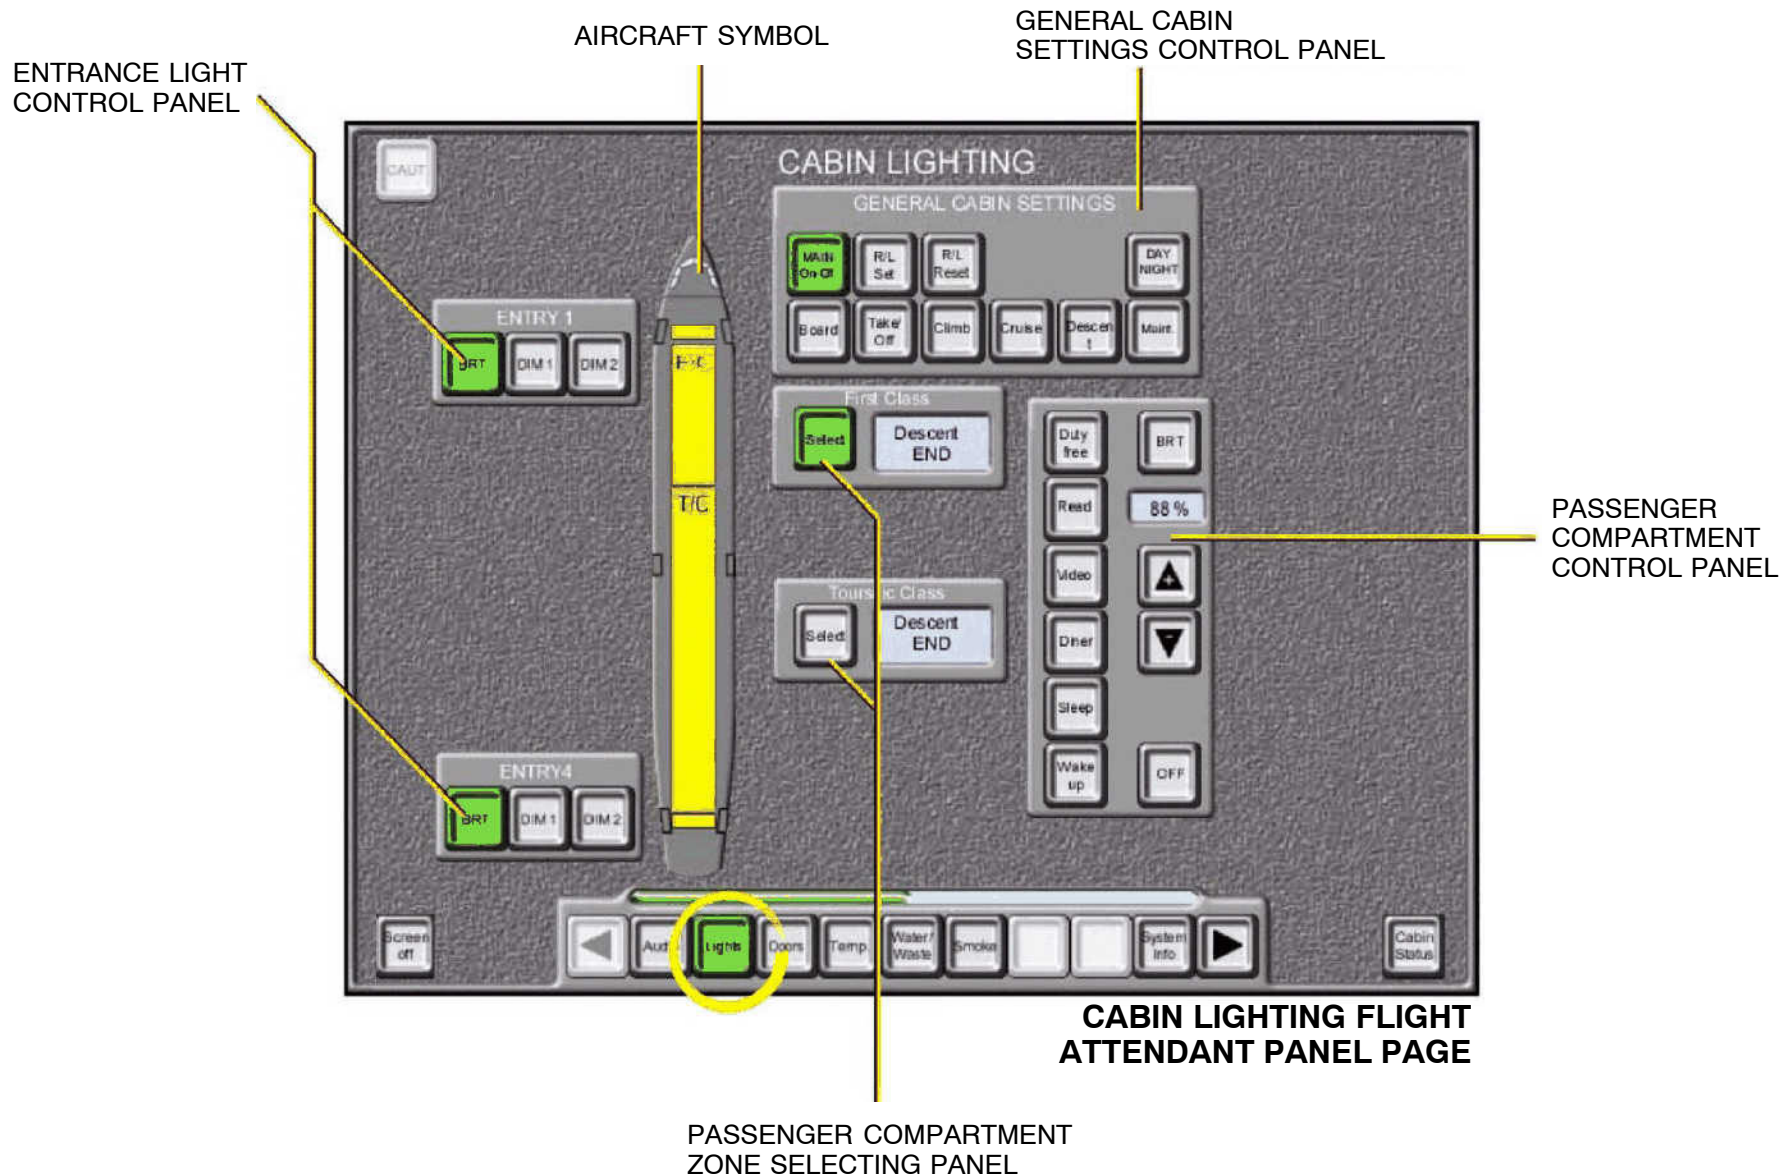 AIRCRAFT SYMBOL
GENERAL CABIN
SETTINGS CONTROL PANEL
ENTRANCE LIGHT
CONTROL PANEL
CAUT
CABIN LIGHTING
GENERAL CABIN SETTINGS
MAIN
On Off
R/L
Set
R/L
Reset
DAY
NIGHT
Board
Take/
Off
Climb
Cruise
Descen
t
Maint.
ENTRY 1
BRT
DIM 1
DIM 2
F/C
T/C
First Class
Select
Descent
END
Touristic Class
Select
Descent
END
Duty
free
BRT
Read
88 %
Video
+
Diner
-
Sleep
Wake
up
OFF
PASSENGER
COMPARTMENT
CONTROL PANEL
ENTRY4
BRT
DIM 1
DIM 2
Screen
off
Audio
Lights
Doors
Temp.
Water /
Waste
Smoke
System
Info
Cabin
Status
CABIN LIGHTING FLIGHT
ATTENDANT PANEL PAGE
PASSENGER COMPARTMENT
ZONE SELECTING PANEL